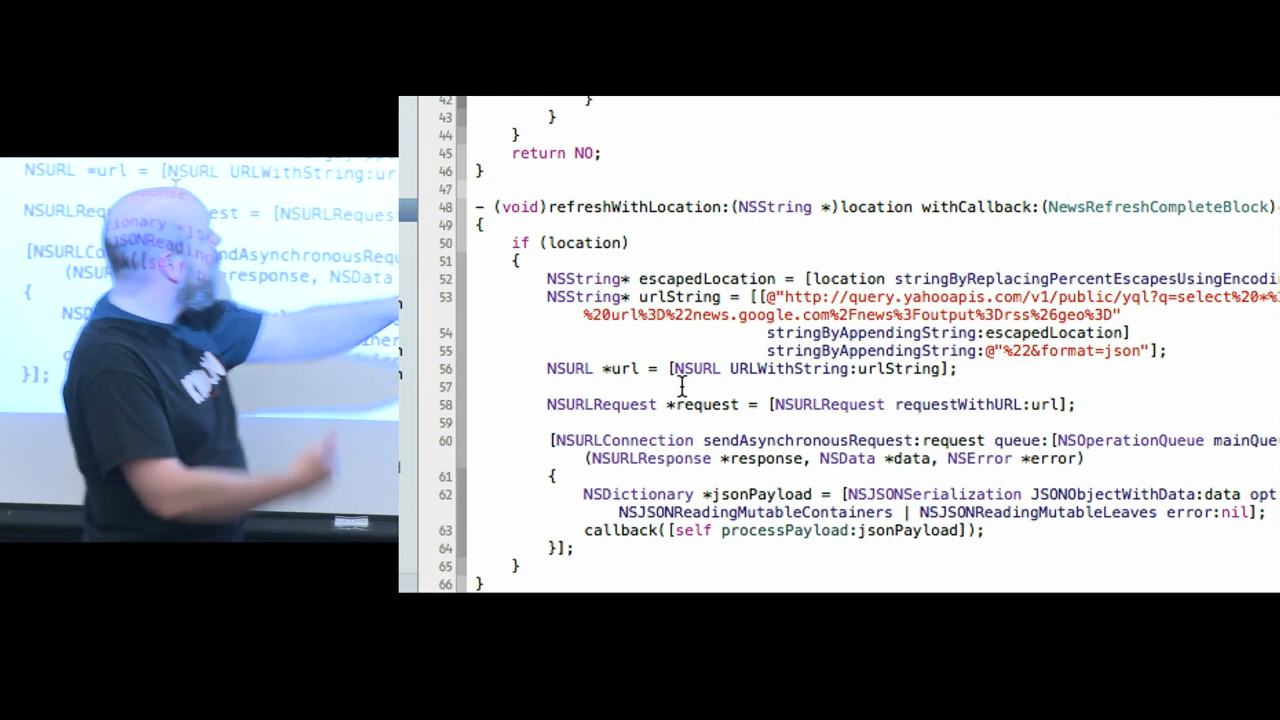 NSURL *url = [NSURL URLWithString:ur
NSURLReq est = [NSURLReques
[NSURLCo ndAsynchronousRequ
(NSUR response, NSData
{
}];
42 }
43 }
44 }
45 return NO;
46 }
47
48 - (void)refreshWithLocation:(NSString *)location withCallback:(NewsRefreshCompleteBlock)
49 {
50 if (location)
51 {
52 NSString* escapedLocation = [location stringByReplacingPercentEscapesUsingEncodi
53 NSString* urlString = [[@"http://query.yahooapis.com/v1/public/yql?q=select%20*%
%20url%3D%22news.google.com%2Fnews%3Foutput%3Drss%26geo%3D"
54 stringByAppendingString:escapedLocation]
55 stringByAppendingString:@"%22&format=json"];
56 NSURL *url = [NSURL URLWithString:urlString];
57
58 NSURLRequest *request = [NSURLRequest requestWithURL:url];
59
60 [NSURLConnection sendAsynchronousRequest:request queue:[NSOperationQueue mainQue
(NSURLResponse *response, NSData *data, NSError *error)
61 {
62 NSDictionary *jsonPayload = [NSJSONSerialization JSONObjectWithData:data opt
NSJSONReadingMutableContainers | NSJSONReadingMutableLeaves error:nil];
63 callback([self processPayload:jsonPayload]);
64 }];
65 }
66 }